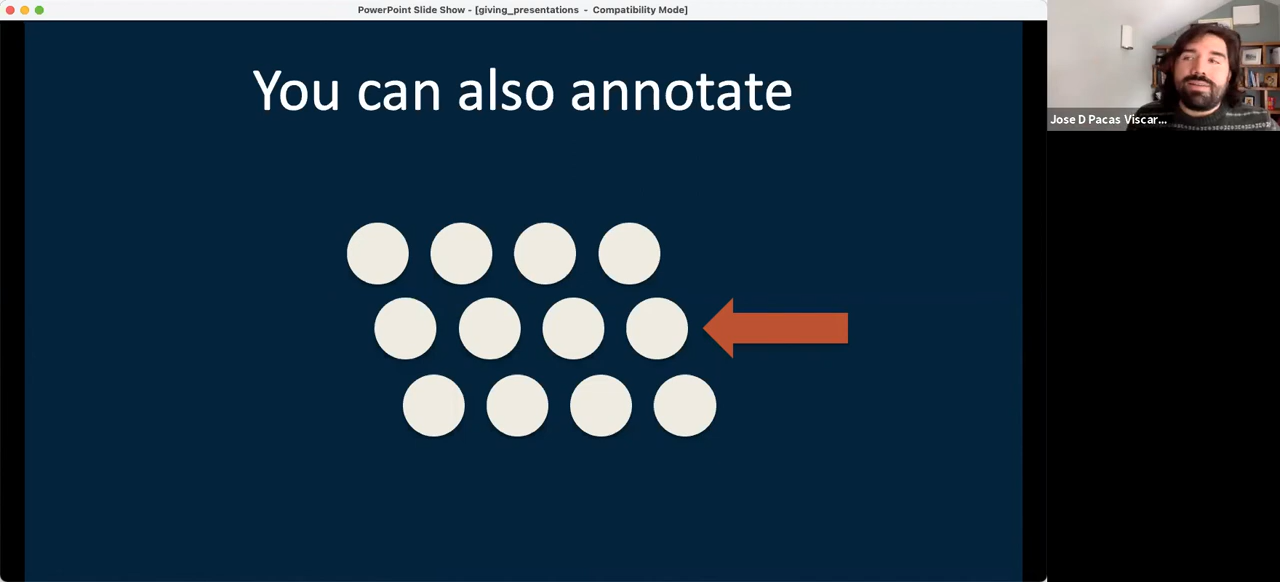 PowerPoint Slide Show - [giving_presentations - Compatibility Mode]
You can also annotate
Jose D Pacas Viscar...